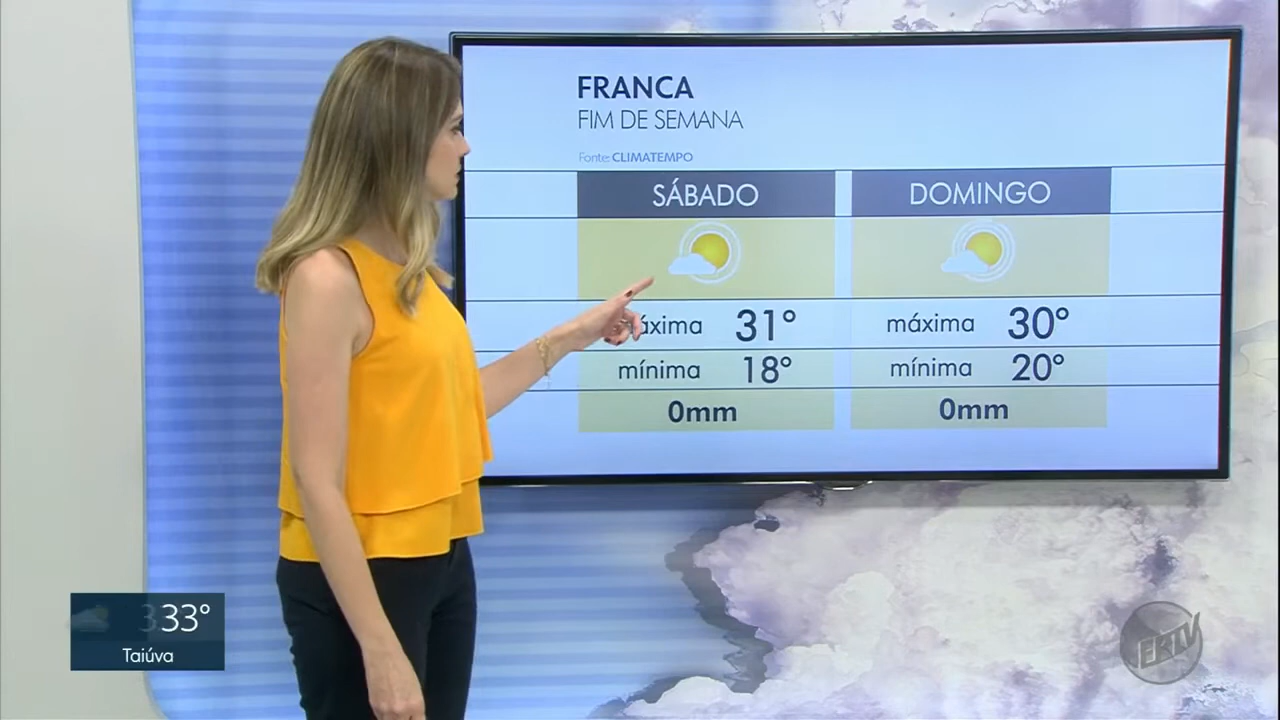 FRANCA
FIM DE SEMANA
Fonte: CLIMATEMPO
SÁBADO DOMINGO
máxima 31° máxima 30°
mínima 18° mínima 20°
0mm 0mm
33°
Taiúva
EPTV